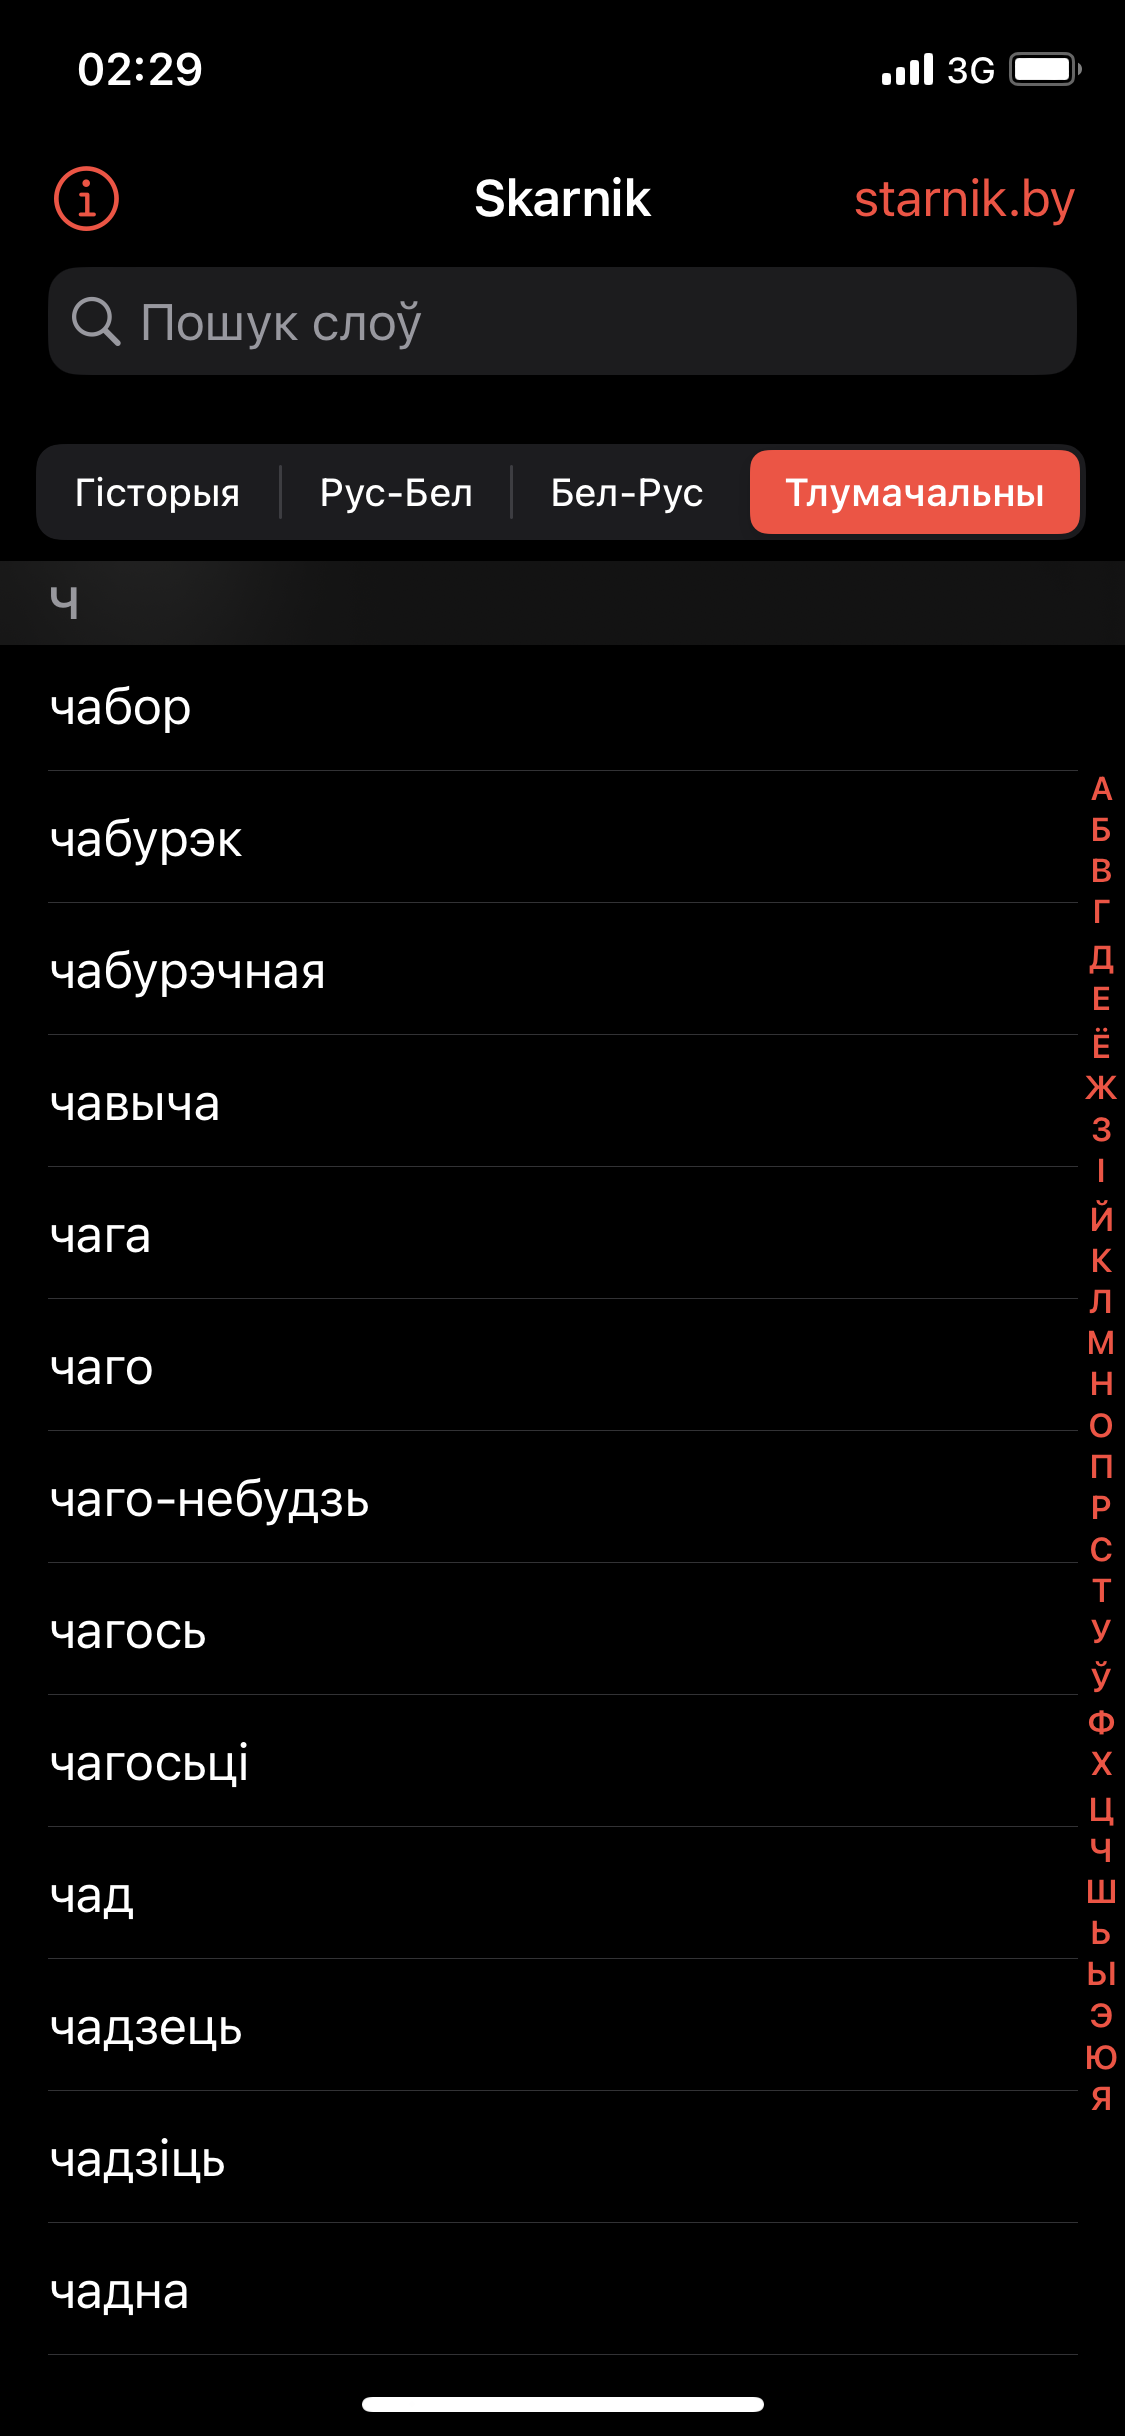 02:29 3G
Skarnik starnik.by
Пошук слоў
Гісторыя Рус-Бел Бел-Рус Тлумачальны
Ч
чабор
чабурэк
чабурэчная
чавыча
чага
чаго
чаго-небудзь
чагось
чагосьці
чад
чадзець
чадзіць
чадна
А
Б
В
Г
Д
Е
Ё
Ж
З
І
Й
К
Л
М
Н
О
П
Р
С
Т
У
Ў
Ф
Х
Ц
Ч
Ш
Ь
Ы
Э
Ю
Я